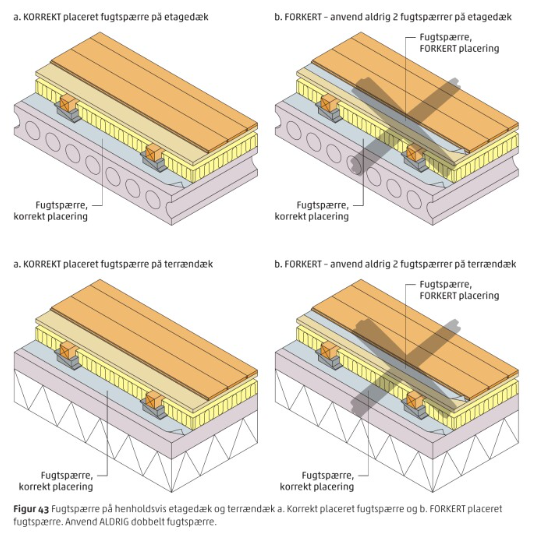 a. KORREKT placeret fugtspærre på etagedæk
b. FORKERT – anvend aldrig 2 fugtspærrer på etagedæk
Fugtspærre,
FORKERT placering
Fugtspærre,
korrekt placering
Fugtspærre,
korrekt placering
a. KORREKT placeret fugtspærre på terrændæk
b. FORKERT – anvend aldrig 2 fugtspærrer på terrændæk
Fugtspærre,
FORKERT placering
Fugtspærre,
korrekt placering
Fugtspærre,
korrekt placering
Figur 43 Fugtspærre på henholdsvis etagedæk og terrændæk a. Korrekt placeret fugtspærre og b. FORKERT placeret
fugtspærre. Anvend ALDRIG dobbelt fugtspærre.